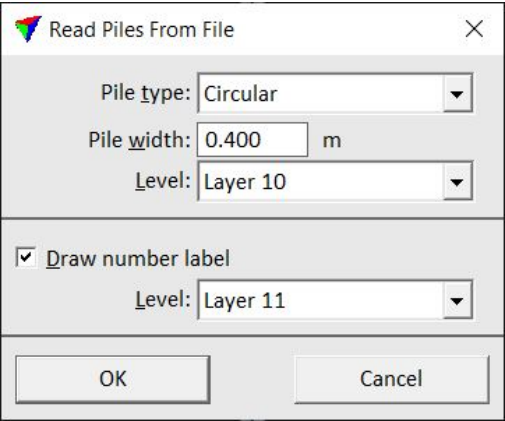 Read Piles From File
Pile type: Circular
Pile width: 0.400 m
Level: Layer 10
Draw number label
Level: Layer 11
OK Cancel